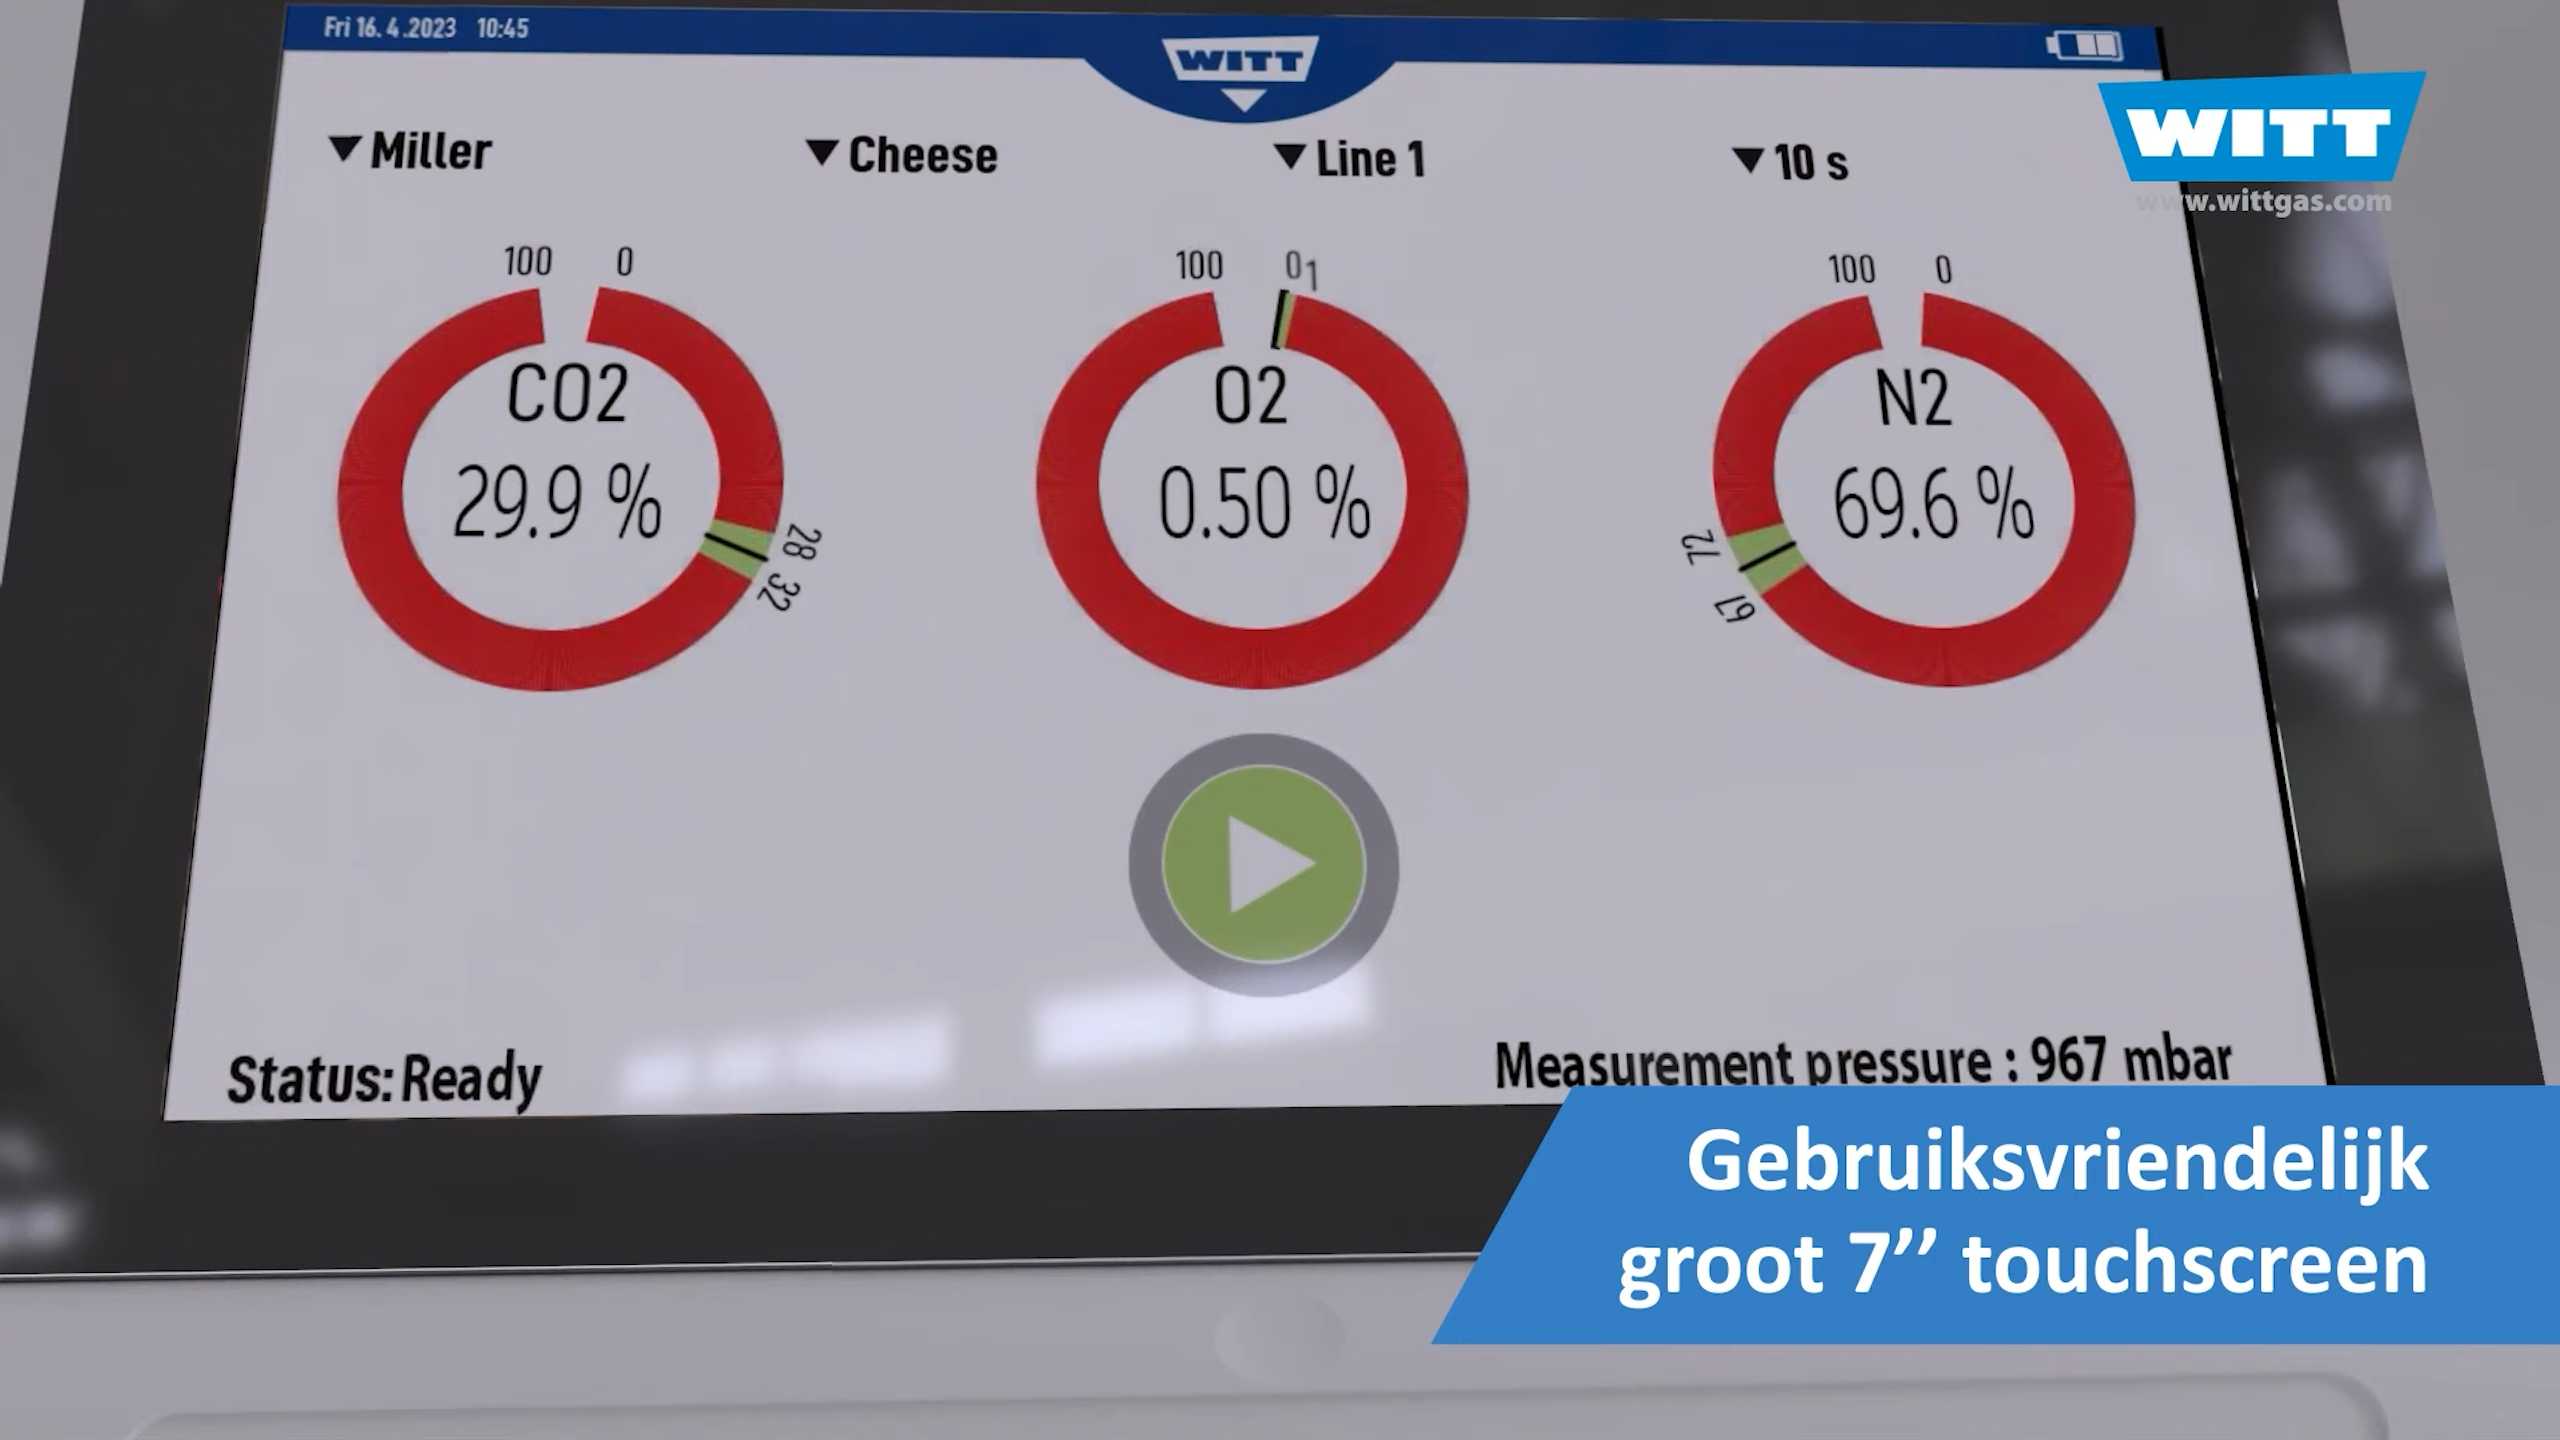 Fri 16. 4 .2023 10:45
WITT
WITT
www.wittgas.com
Miller
Cheese
Line 1
10 s
100 0
CO2
29.9 %
28
32
100 0 1
O2
0.50 %
100 0
N2
69.6 %
72
67
Status: Ready
Measurement pressure : 967 mbar
Gebruiksvriendelijk
groot 7’’ touchscreen